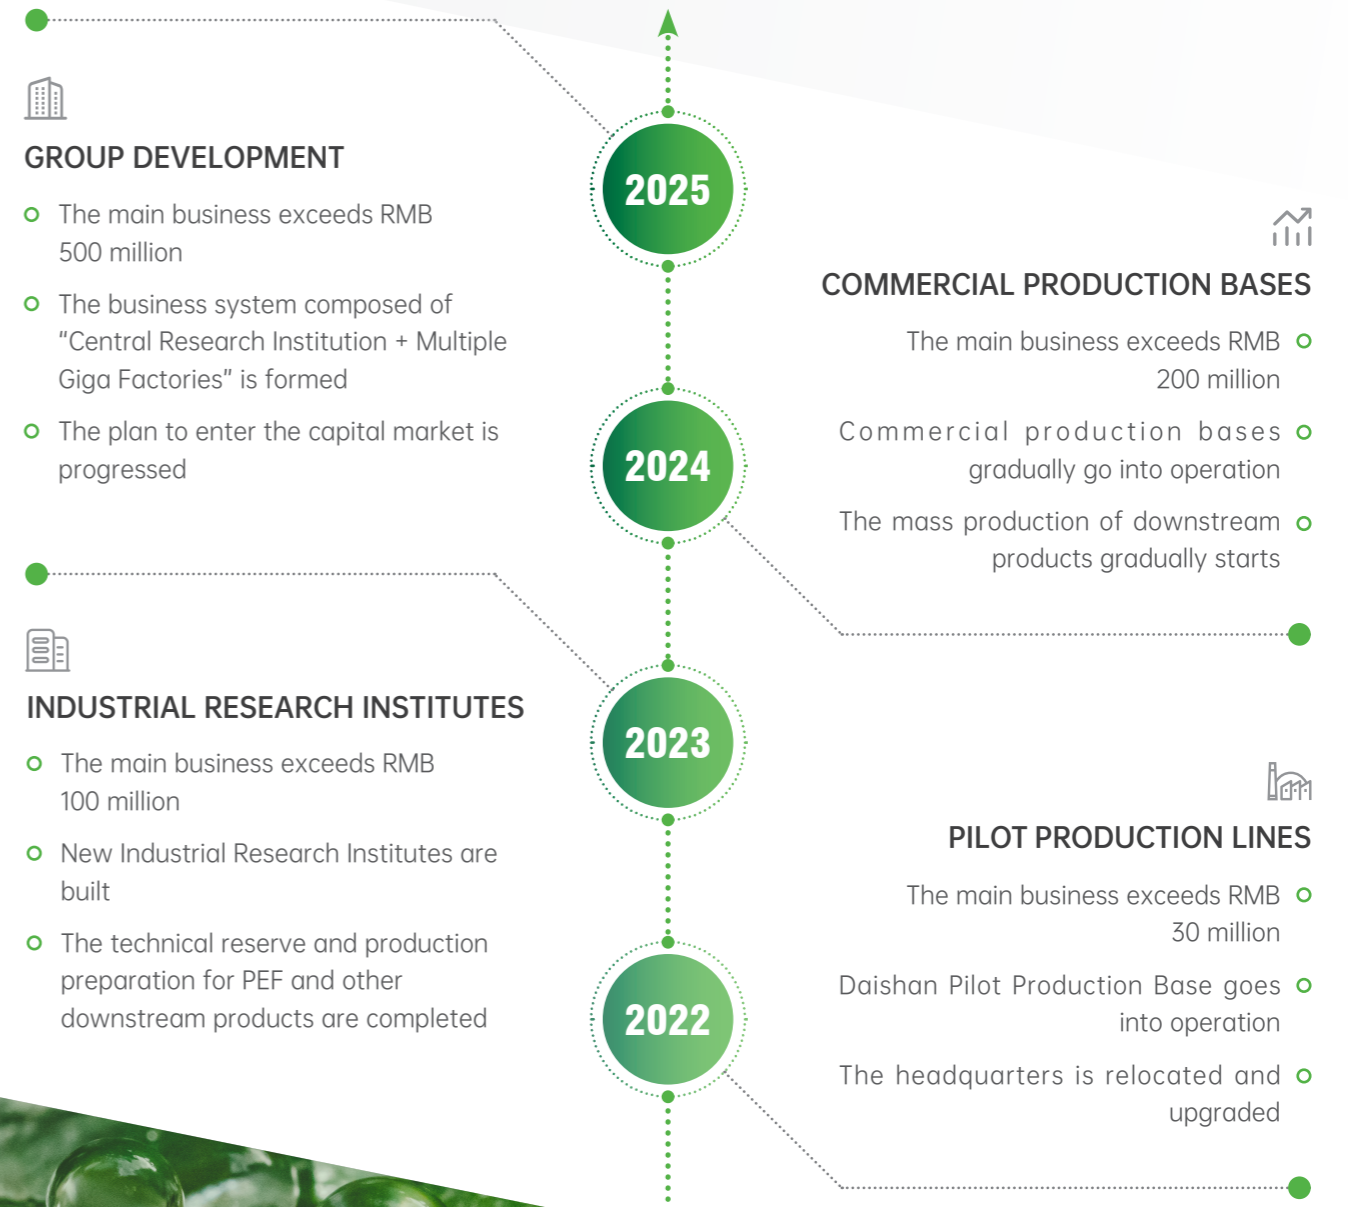 2025
GROUP DEVELOPMENT
The main business exceeds RMB
500 million
The business system composed of
“Central Research Institution + Multiple
Giga Factories” is formed
The plan to enter the capital market is
progressed
2024
COMMERCIAL PRODUCTION BASES
The main business exceeds RMB
200 million
Commercial production bases
gradually go into operation
The mass production of downstream
products gradually starts
2023
INDUSTRIAL RESEARCH INSTITUTES
The main business exceeds RMB
100 million
New Industrial Research Institutes are
built
The technical reserve and production
preparation for PEF and other
downstream products are completed
2022
PILOT PRODUCTION LINES
The main business exceeds RMB
30 million
Daishan Pilot Production Base goes
into operation
The headquarters is relocated and
upgraded